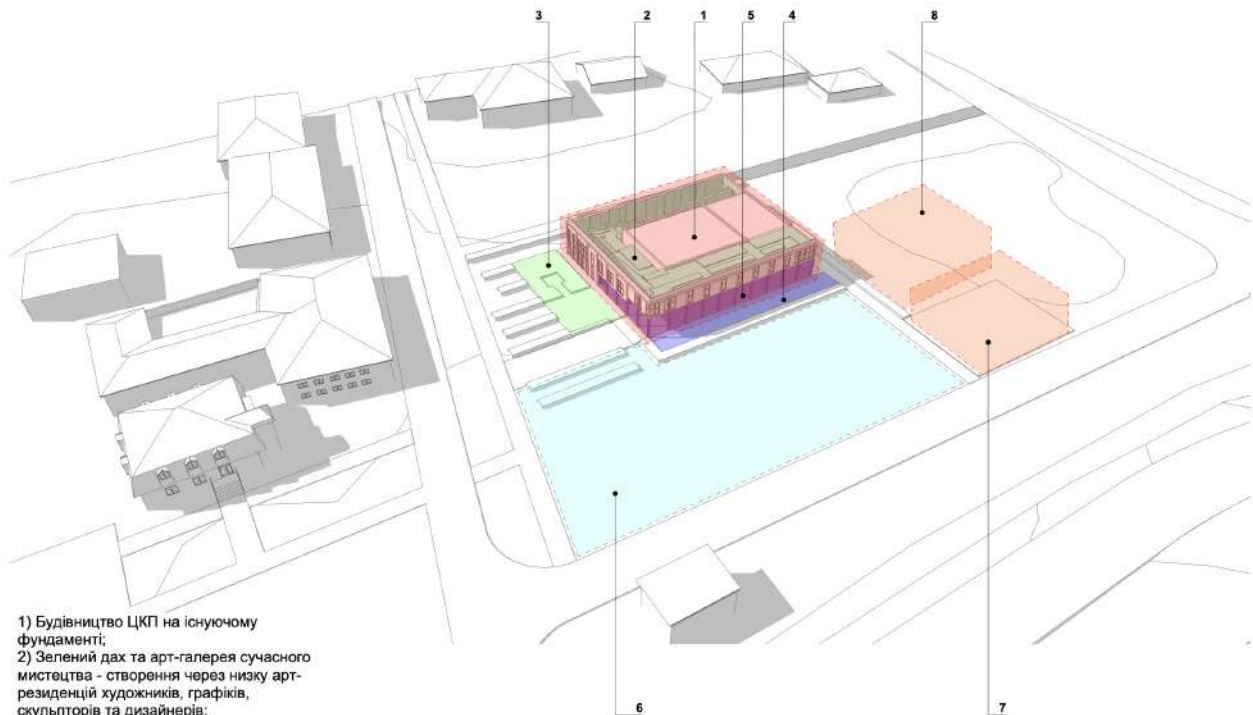 3 2 1 5 4 8
1) Будівництво ЦКП на існуючому
фундаменті;
2) Зелений дах та арт-галерея сучасного
мистецтва - створення через низку арт-
резиденцій художників, графіків,
скульпторів та дизайнерів;
6 7